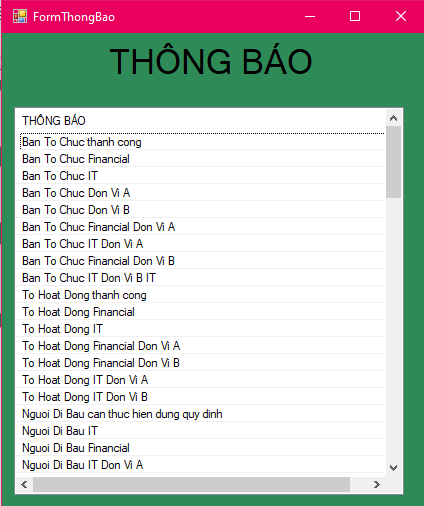 FormThongBao
THÔNG BÁO
THÔNG BÁO
Ban To Chuc thanh cong
Ban To Chuc Financial
Ban To Chuc IT
Ban To Chuc Don Vi A
Ban To Chuc Don Vi B
Ban To Chuc Financial Don Vi A
Ban To Chuc IT Don Vi A
Ban To Chuc Financial Don Vi B
Ban To Chuc IT Don Vi B IT
To Hoat Dong thanh cong
To Hoat Dong Financial
To Hoat Dong IT
To Hoat Dong Financial Don Vi A
To Hoat Dong Financial Don Vi B
To Hoat Dong IT Don Vi A
To Hoat Dong IT Don Vi B
Nguoi Di Bau can thuc hien dung quy dinh
Nguoi Di Bau IT
Nguoi Di Bau Financial
Nguoi Di Bau IT Don Vi A